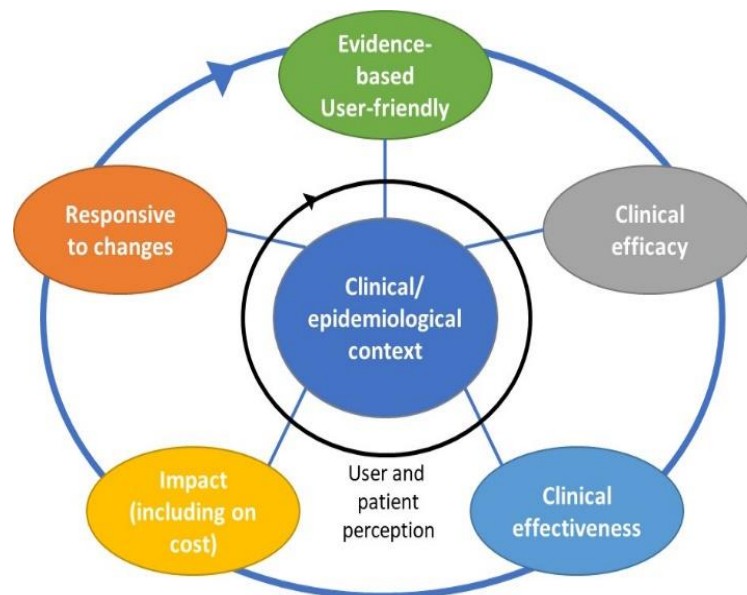 Evidence-
based
User-friendly
Responsive
to changes
Clinical
efficacy
Clinical/
epidemiological
context
Impact
(including on
cost)
User and
patient
perception
Clinical
effectiveness